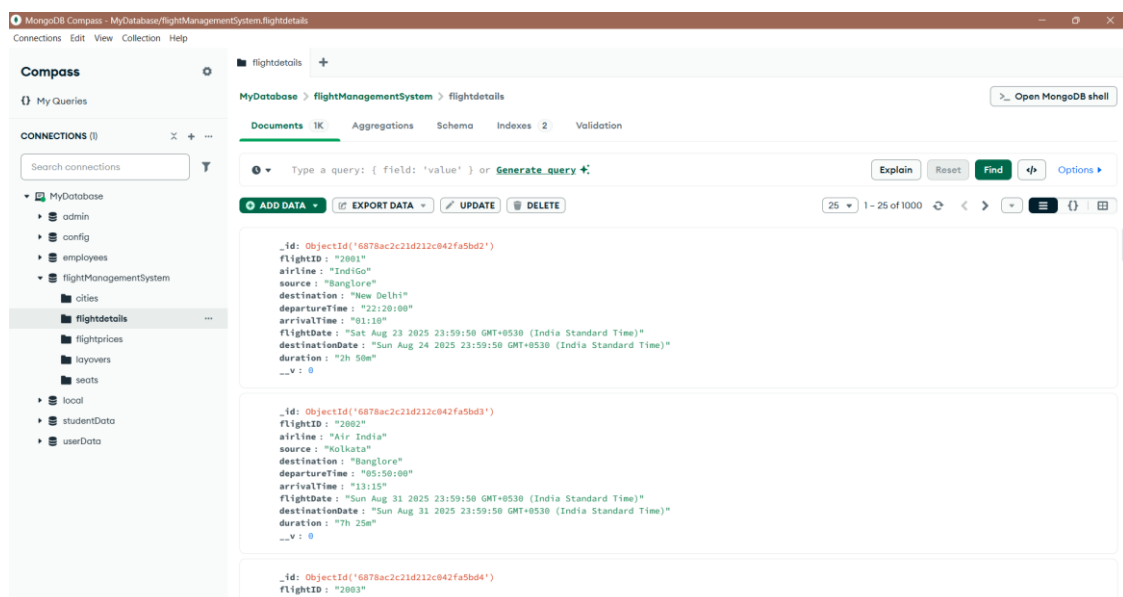 MongoDB Compass - MyDatabase/flightManagementSystem.flightdetails
Connections Edit View Collection Help
Compass
{} My Queries
CONNECTIONS (1)
Search connections
MyDatabase
admin
config
employees
flightManagementSystem
cities
flightdetails
flightprices
layovers
seats
local
studentData
userData
flightdetails
MyDatabase > flightManagementSystem > flightdetails
>_ Open MongoDB shell
Documents 1K Aggregations Schema Indexes 2 Validation
Type a query: { field: 'value' } or Generate query
Explain Reset Find </> Options
ADD DATA EXPORT DATA UPDATE DELETE
25 1 – 25 of 1000 {}
_id: ObjectId('6878ac2c21d212c042fa5bd2')
flightID : "2001"
airline : "IndiGo"
source : "Banglore"
destination : "New Delhi"
departureTime : "22:20:00"
arrivalTime : "01:10"
flightDate : "Sat Aug 23 2025 23:59:50 GMT+0530 (India Standard Time)"
destinationDate : "Sun Aug 24 2025 23:59:50 GMT+0530 (India Standard Time)"
duration : "2h 50m"
__v : 0
_id: ObjectId('6878ac2c21d212c042fa5bd3')
flightID : "2002"
airline : "Air India"
source : "Kolkata"
destination : "Banglore"
departureTime : "05:50:00"
arrivalTime : "13:15"
flightDate : "Sun Aug 31 2025 23:59:50 GMT+0530 (India Standard Time)"
destinationDate : "Sun Aug 31 2025 23:59:50 GMT+0530 (India Standard Time)"
duration : "7h 25m"
__v : 0
_id: ObjectId('6878ac2c21d212c042fa5bd4')
flightID : "2003"